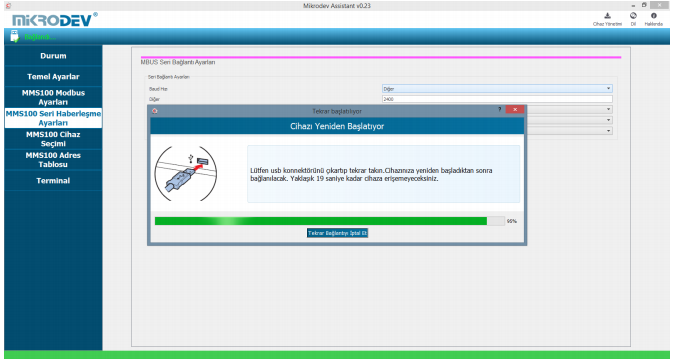 Mikrodev Assistant v0.23
MiKRODEV®
Cihaz Yönetimi
Dil
Hakkında
Bağlandı...
Durum
Temel Ayarlar
MMS100 Modbus
Ayarları
MMS100 Seri Haberleşme
Ayarları
MMS100 Cihaz
Seçimi
MMS100 Adres
Tablosu
Terminal
MBUS Seri Bağlantı Ayarları
Seri Bağlantı Ayarları
Baud Hızı
Diğer
Diğer
2400
Tekrar başlatılıyor
? ×
Cihazı Yeniden Başlatıyor
Lütfen usb konnektörünü çıkartıp tekrar takın.Cihazınıza yeniden başladıktan sonra
bağlanılacak. Yaklaşık 19 saniye kadar cihaza erişemeyeceksiniz.
95%
Tekrar Bağlantıyı İptal Et